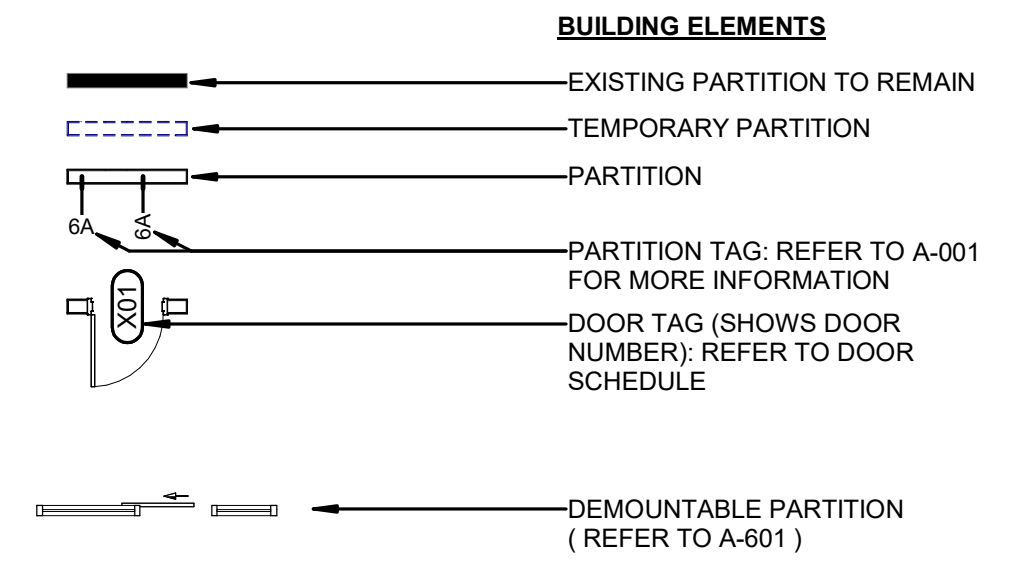 BUILDING ELEMENTS
EXISTING PARTITION TO REMAIN
TEMPORARY PARTITION
PARTITION
6A
6A
PARTITION TAG: REFER TO A-001
FOR MORE INFORMATION
X01
DOOR TAG (SHOWS DOOR
NUMBER): REFER TO DOOR
SCHEDULE
DEMOUNTABLE PARTITION
( REFER TO A-601 )